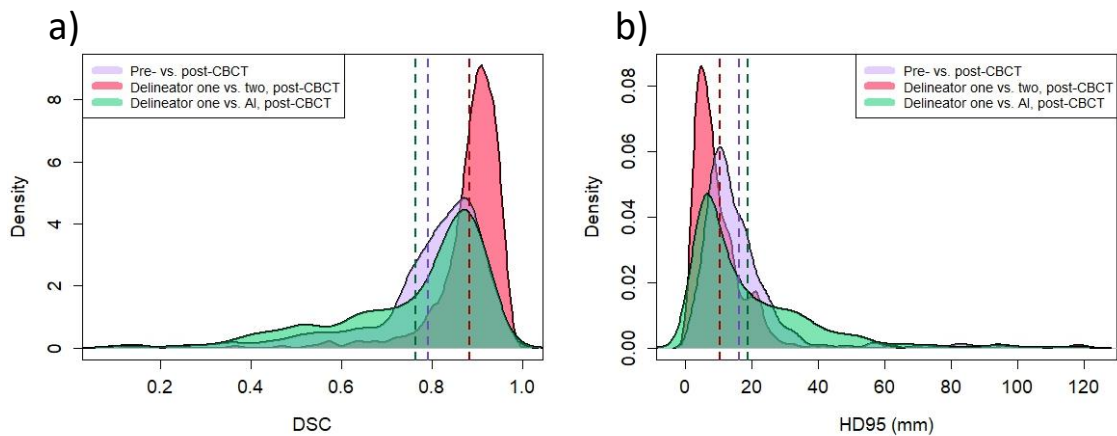 a)
Pre- vs. post-CBCT
Delineator one vs. two, post-CBCT
Delineator one vs. AI, post-CBCT
Density
0 2 4 6 8
0.2 0.4 0.6 0.8 1.0
DSC
b)
Pre- vs. post-CBCT
Delineator one vs. two, post-CBCT
Delineator one vs. AI, post-CBCT
Density
0.00 0.02 0.04 0.06 0.08
0 20 40 60 80 100 120
HD95 (mm)